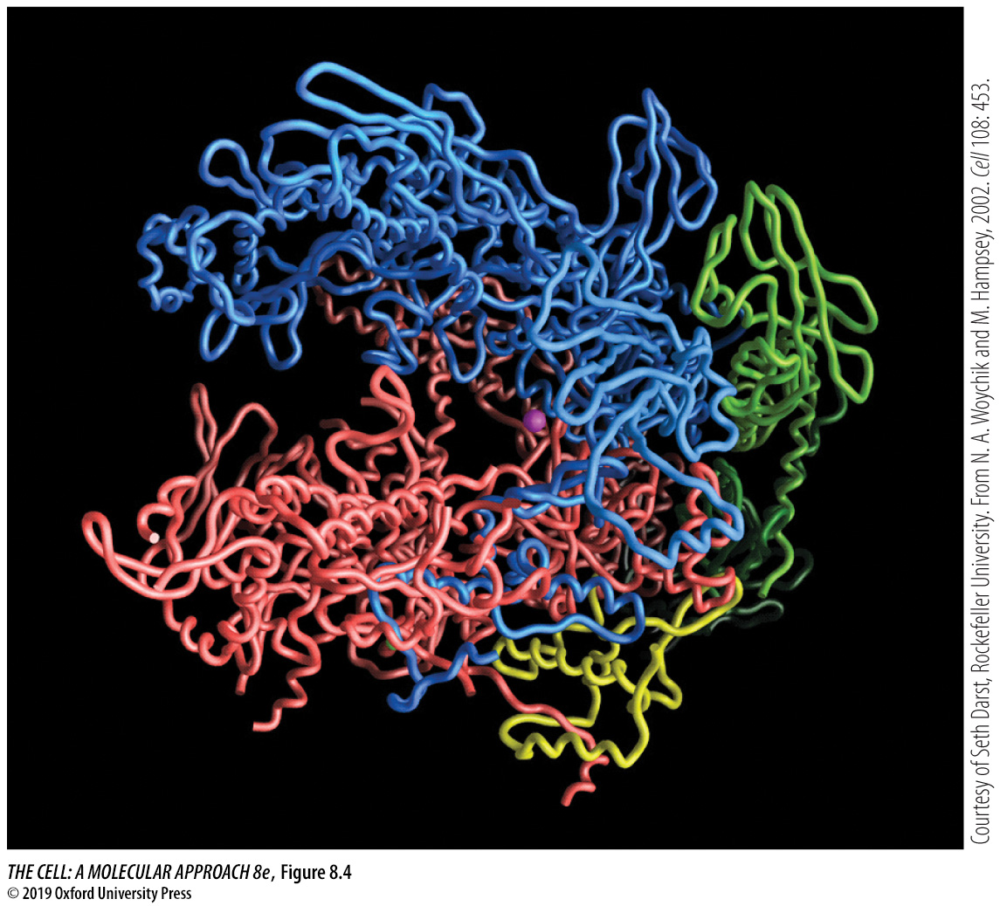 Courtesy of Seth Darst, Rockefeller University. From N. A. Woychik and M. Hampsey, 2002. Cell 108: 453.
THE CELL: A MOLECULAR APPROACH 8e, Figure 8.4
© 2019 Oxford University Press